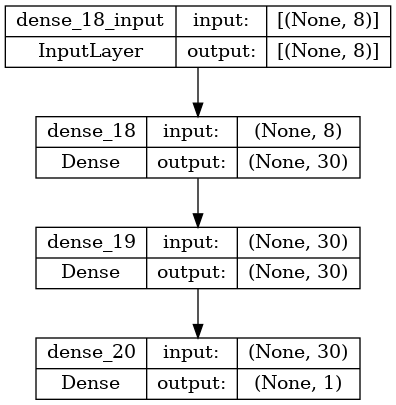 dense_18_input input: [(None, 8)]
InputLayer output: [(None, 8)]
dense_18 input: (None, 8)
Dense output: (None, 30)
dense_19 input: (None, 30)
Dense output: (None, 30)
dense_20 input: (None, 30)
Dense output: (None, 1)